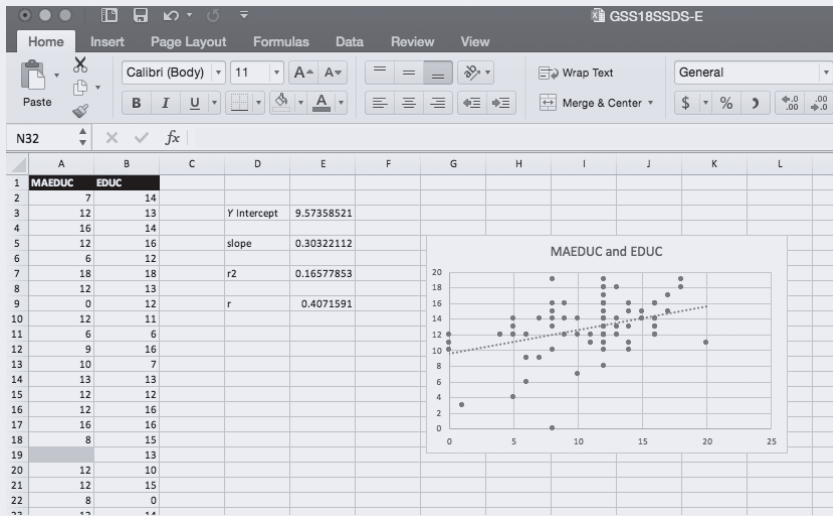 GSS18SSDS-E
Home Insert Page Layout Formulas Data Review View
Calibri (Body) 11 A A Wrap Text General
Paste B I U A Merge & Center $ % .0 .00 .00 .0
N32 fx
A B C D E F G H I J K L
1 MAEDUC EDUC
2 7 14
3 12 13 Y Intercept 9.57358521
4 16 14
5 12 16 slope 0.30322112
6 6 12
7 18 18 r2 0.16577853
8 12 13
9 0 12 r 0.4071591
10 12 11
11 6 6
12 9 16
13 10 7
14 13 13
15 12 12
16 12 16
17 16 16
18 8 15
19 13
20 12 10
21 12 15
22 8 0
MAEDUC and EDUC
20
18
16
14
12
10
8
6
4
2
0
0 5 10 15 20 25